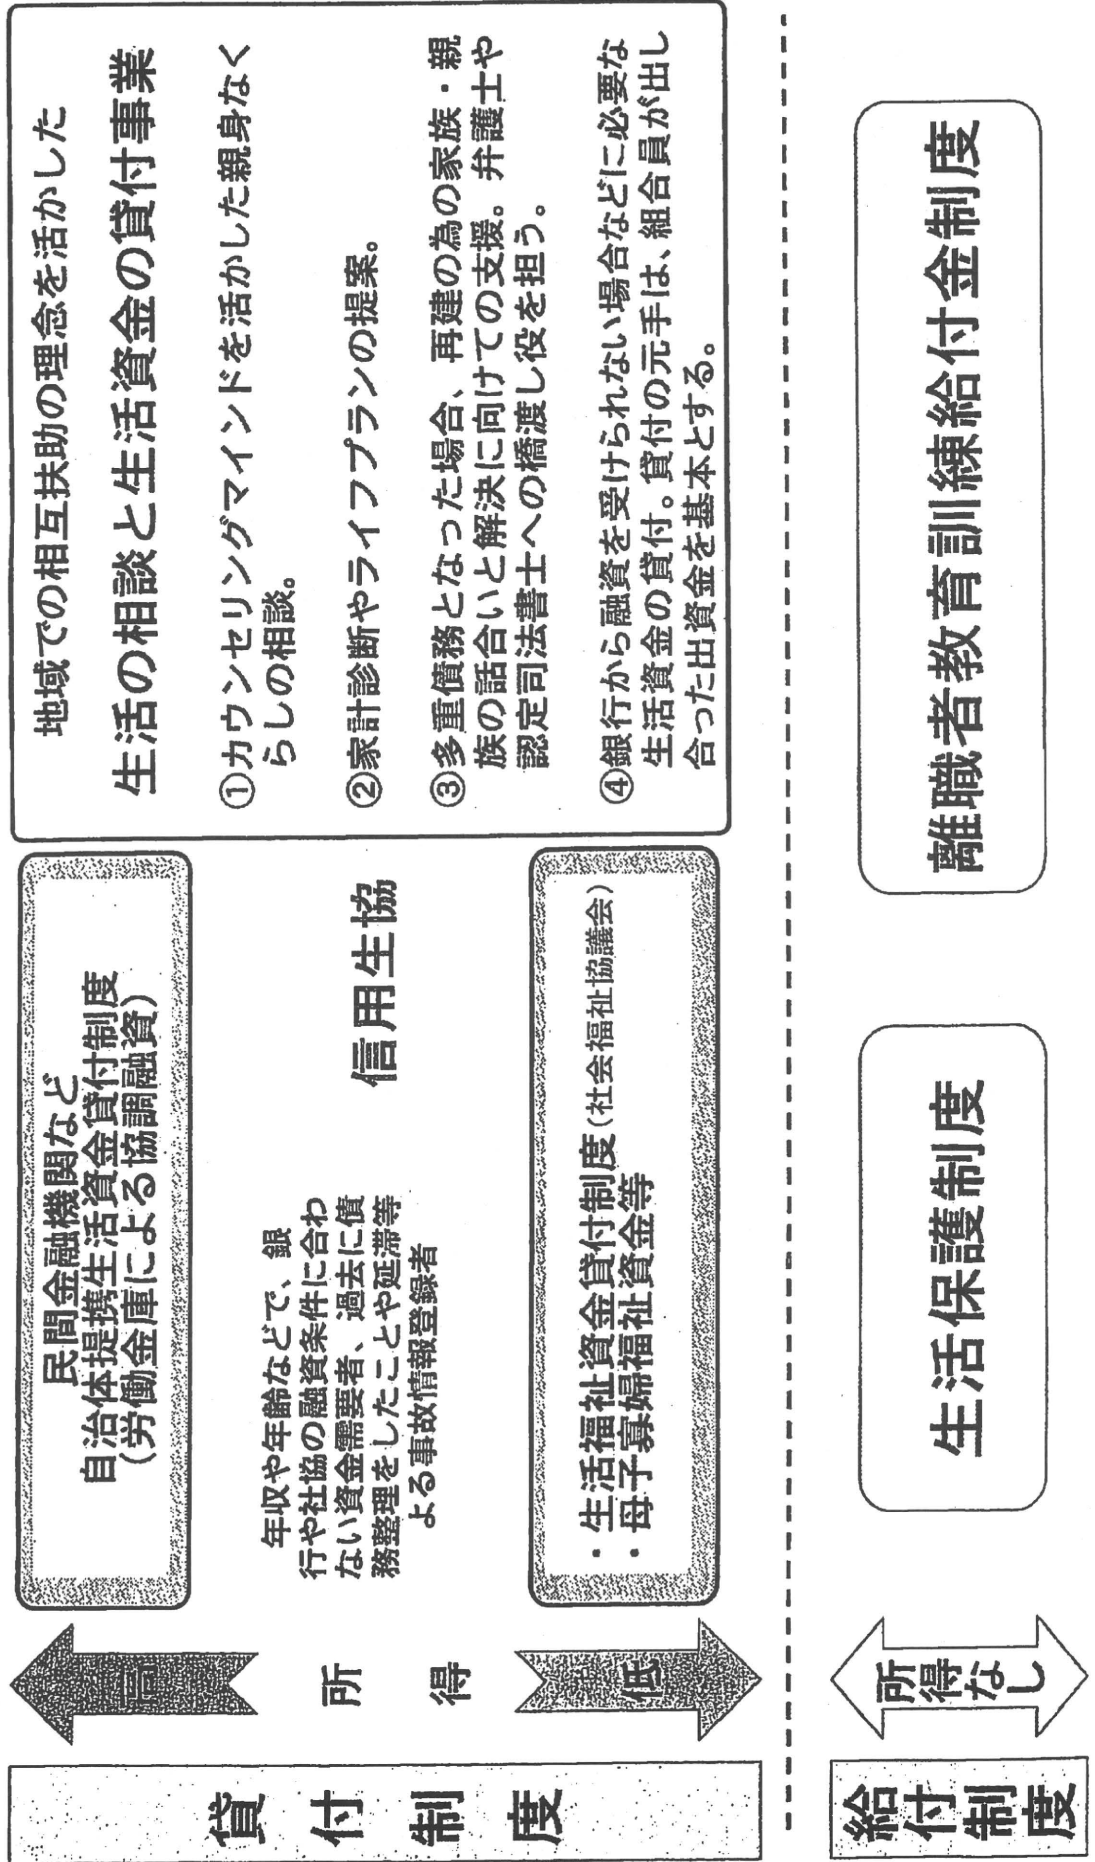 貸付制度
高
所
得
低
民間金融機関など
自治体提携生活資金貸付制度
(労働金庫による協調融資)
年収や年齢などで、銀
行や社協の融資条件に合わ
ない資金需要者、過去に債
務整理をしたことや延滞等
よる事故情報登録者
信用生協
・生活福祉資金貸付制度(社会福祉協議会)
・母子寡婦福祉資金等
地域での相互扶助の理念を活かした
生活の相談と生活資金の貸付事業
①カウンセリングマインドを活かした親身なく
らしの相談。
②家計診断やライフプランの提案。
③多重債務となった場合、再建の為の家族・親
族の話合いと解決に向けての支援。弁護士や
認定司法書士への橋渡し役を担う。
④銀行から融資を受けられない場合などに必要な
生活資金の貸付。貸付の元手は、組合員が出し
合った出資金を基本とする。
給付制度
所得なし
生活保護制度
離職者教育訓練給付金制度